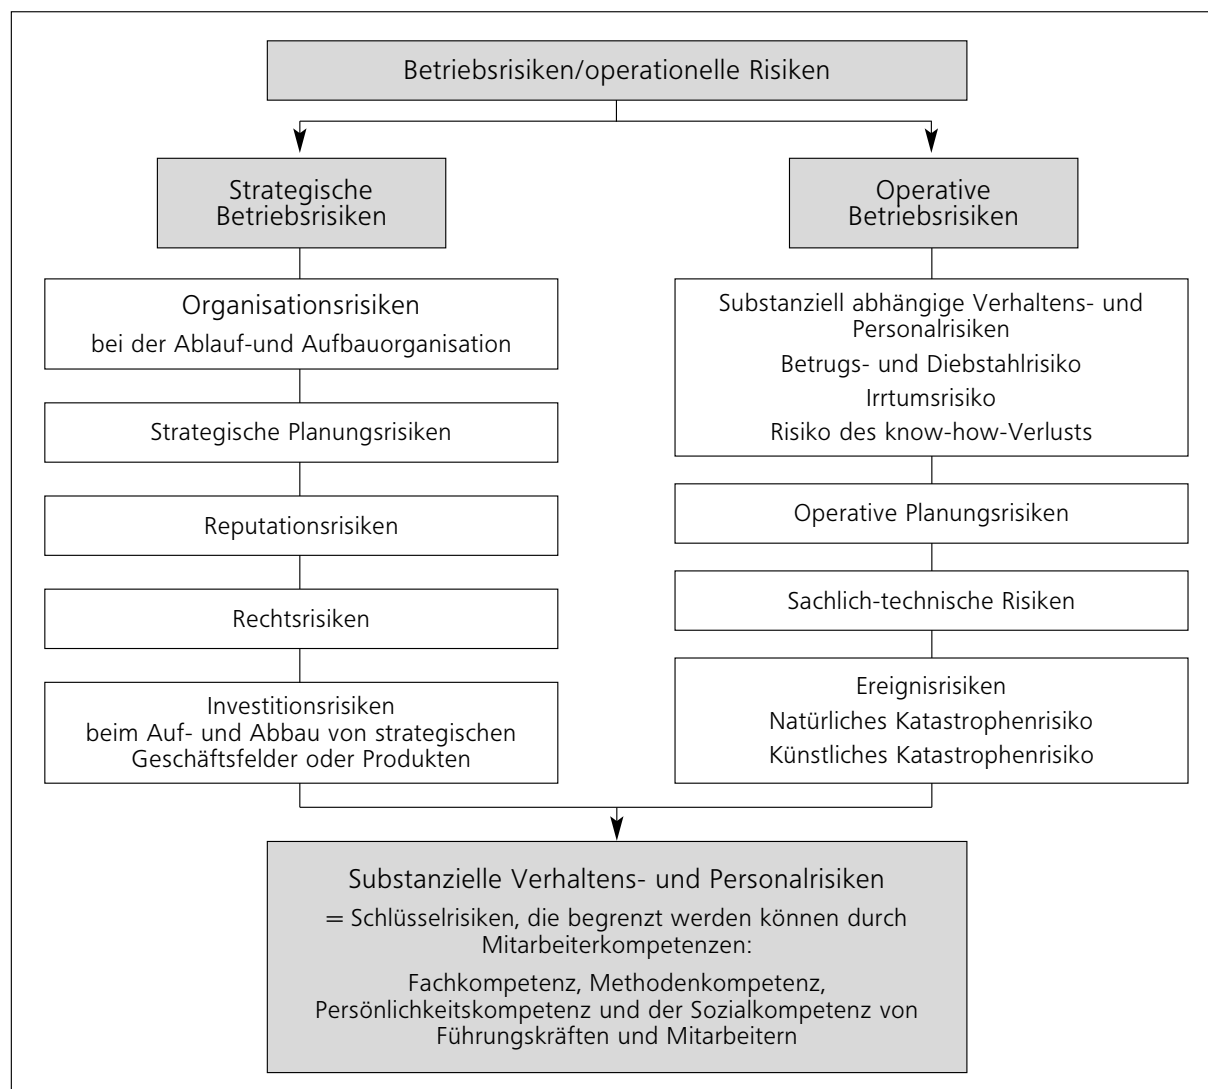 Betriebsrisiken/operationelle Risiken
Strategische
Betriebsrisiken
Organisationsrisiken
bei der Ablauf-und Aufbauorganisation
Strategische Planungsrisiken
Reputationsrisiken
Rechtsrisiken
Investitionsrisiken
beim Auf- und Abbau von strategischen
Geschäftsfelder oder Produkten
Operative
Betriebsrisiken
Substanziell abhängige Verhaltens- und
Personalrisiken
Betrugs- und Diebstahlrisiko
Irrtumsrisiko
Risiko des know-how-Verlusts
Operative Planungsrisiken
Sachlich-technische Risiken
Ereignisrisiken
Natürliches Katastrophenrisiko
Künstliches Katastrophenrisiko
Substanzielle Verhaltens- und Personalrisiken
= Schlüsselrisiken, die begrenzt werden können durch
Mitarbeiterkompetenzen:
Fachkompetenz, Methodenkompetenz,
Persönlichkeitskompetenz und der Sozialkompetenz von
Führungskräften und Mitarbeitern